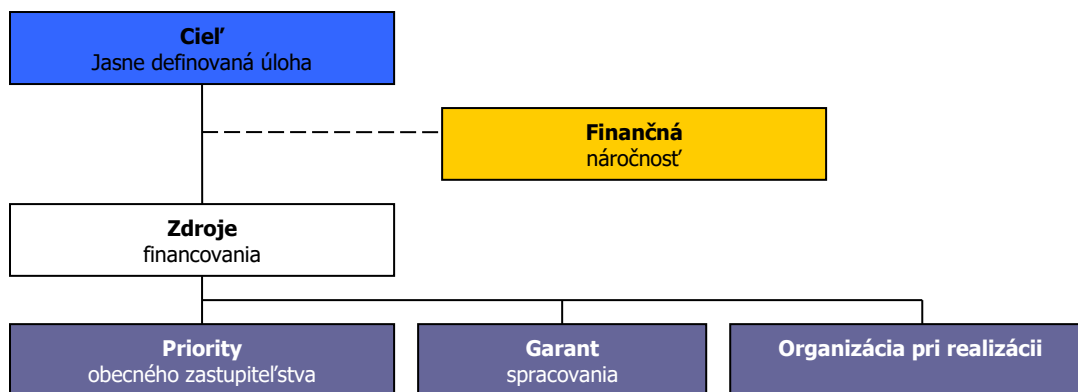 Cieľ
Jasne definovaná úloha
Finančná
náročnosť
Zdroje
financovania
Priority
obecného zastupiteľstva
Garant
spracovania
Organizácia pri realizácii